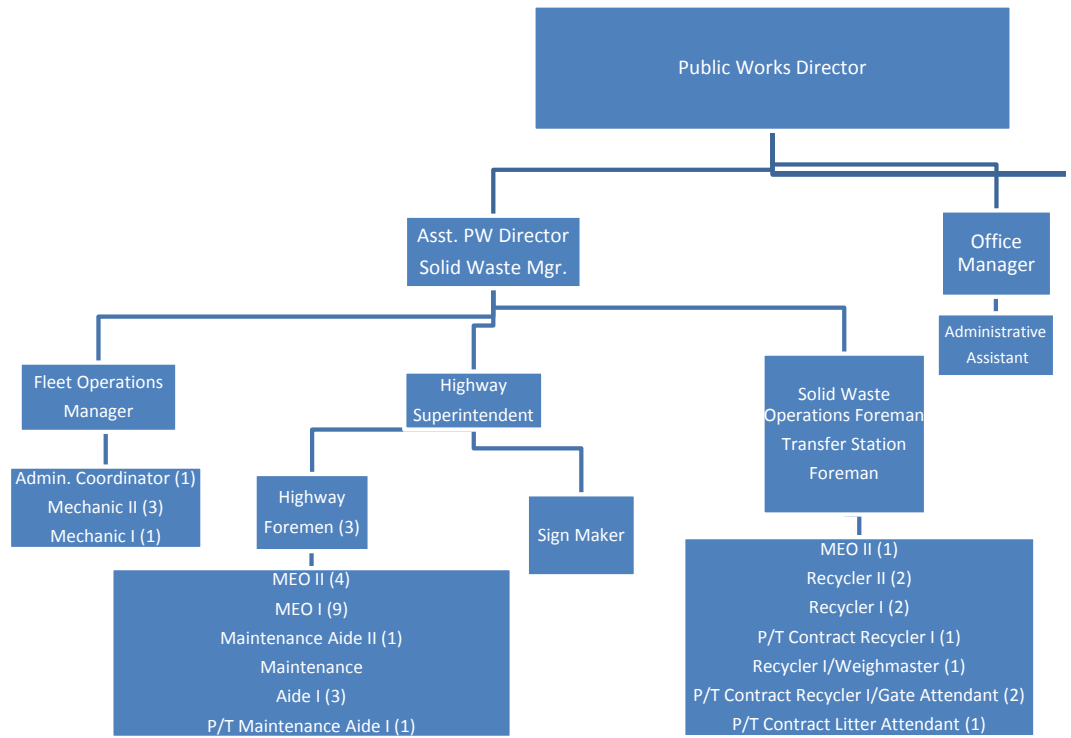 Public Works Director
Asst. PW Director
Solid Waste Mgr.
Office
Manager
Administrative
Assistant
Fleet Operations
Manager
Highway
Superintendent
Solid Waste
Operations Foreman
Transfer Station
Foreman
Admin. Coordinator (1)
Mechanic II (3)
Mechanic I (1)
Highway
Foremen (3)
Sign Maker
MEO II (4)
MEO I (9)
Maintenance Aide II (1)
Maintenance
Aide I (3)
P/T Maintenance Aide I (1)
MEO II (1)
Recycler II (2)
Recycler I (2)
P/T Contract Recycler I (1)
Recycler I/Weighmaster (1)
P/T Contract Recycler I/Gate Attendant (2)
P/T Contract Litter Attendant (1)